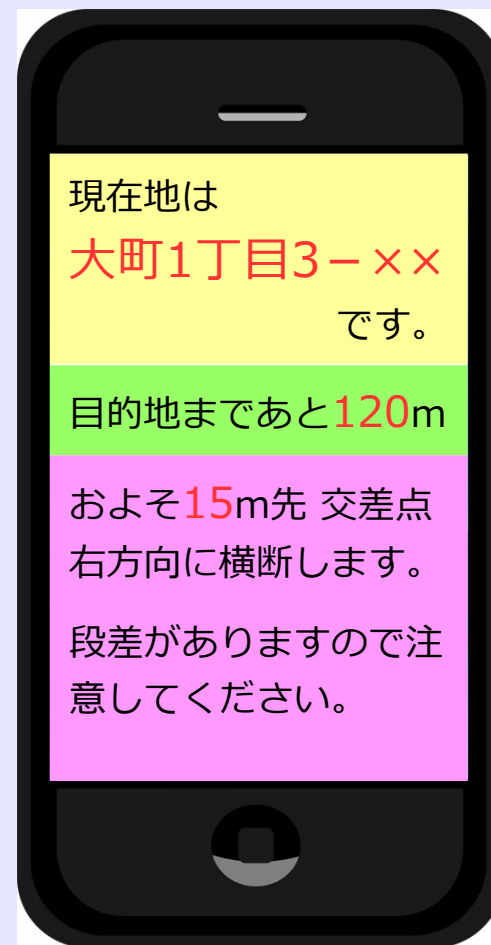 現在地は
大町1丁目3－××
です。
目的地まであと120m
およそ15m先 交差点
右方向に横断します。
段差がありますので注
意してください。